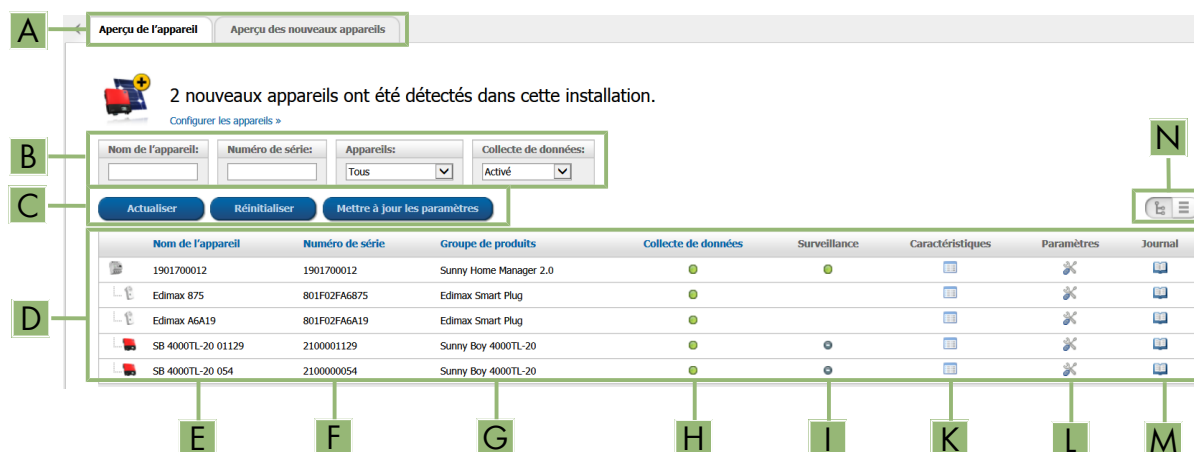 A
Aperçu de l'appareil Aperçu des nouveaux appareils
2 nouveaux appareils ont été détectés dans cette installation.
Configurer les appareils »
B
Nom de l'appareil: Numéro de série: Appareils: Collecte de données:
Tous Activé
N
C
Actualiser Réinitialiser Mettre à jour les paramètres
D
Nom de l'appareil Numéro de série Groupe de produits Collecte de données Surveillance Caractéristiques Paramètres Journal
1901700012 1901700012 Sunny Home Manager 2.0
Edimax 875 801F02FA6875 Edimax Smart Plug
Edimax A6A19 801F02FA6A19 Edimax Smart Plug
SB 4000TL-20 01129 2100001129 Sunny Boy 4000TL-20
SB 4000TL-20 054 2100000054 Sunny Boy 4000TL-20
E F G H I K L M